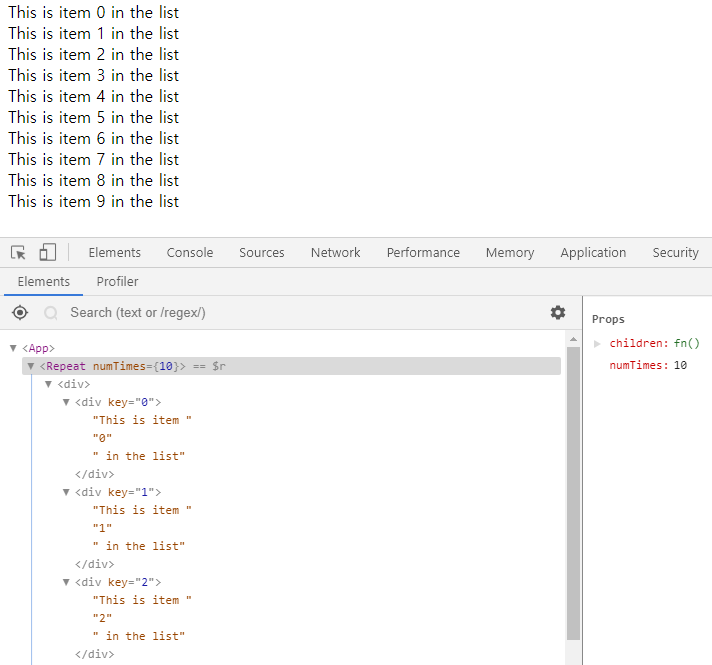 This is item 0 in the list
This is item 1 in the list
This is item 2 in the list
This is item 3 in the list
This is item 4 in the list
This is item 5 in the list
This is item 6 in the list
This is item 7 in the list
This is item 8 in the list
This is item 9 in the list
Elements Console Sources Network Performance Memory Application Security
Elements Profiler
Search (text or /regex/)
<App>
<Repeat numTimes={10}> == $r
<div>
<div key="0">
"This is item "
"0"
" in the list"
</div>
<div key="1">
"This is item "
"1"
" in the list"
</div>
<div key="2">
"This is item "
"2"
" in the list"
</div>
Props
children: fn()
numTimes: 10